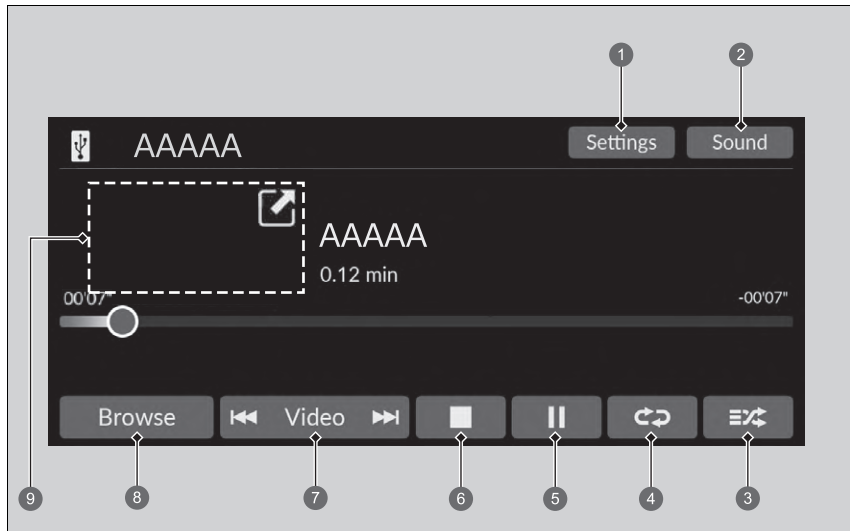 1 2
AAAAA Settings Sound
AAAAA
0.12 min
00'07" -00'07"
Browse Video
9 8 7 6 5 4 3